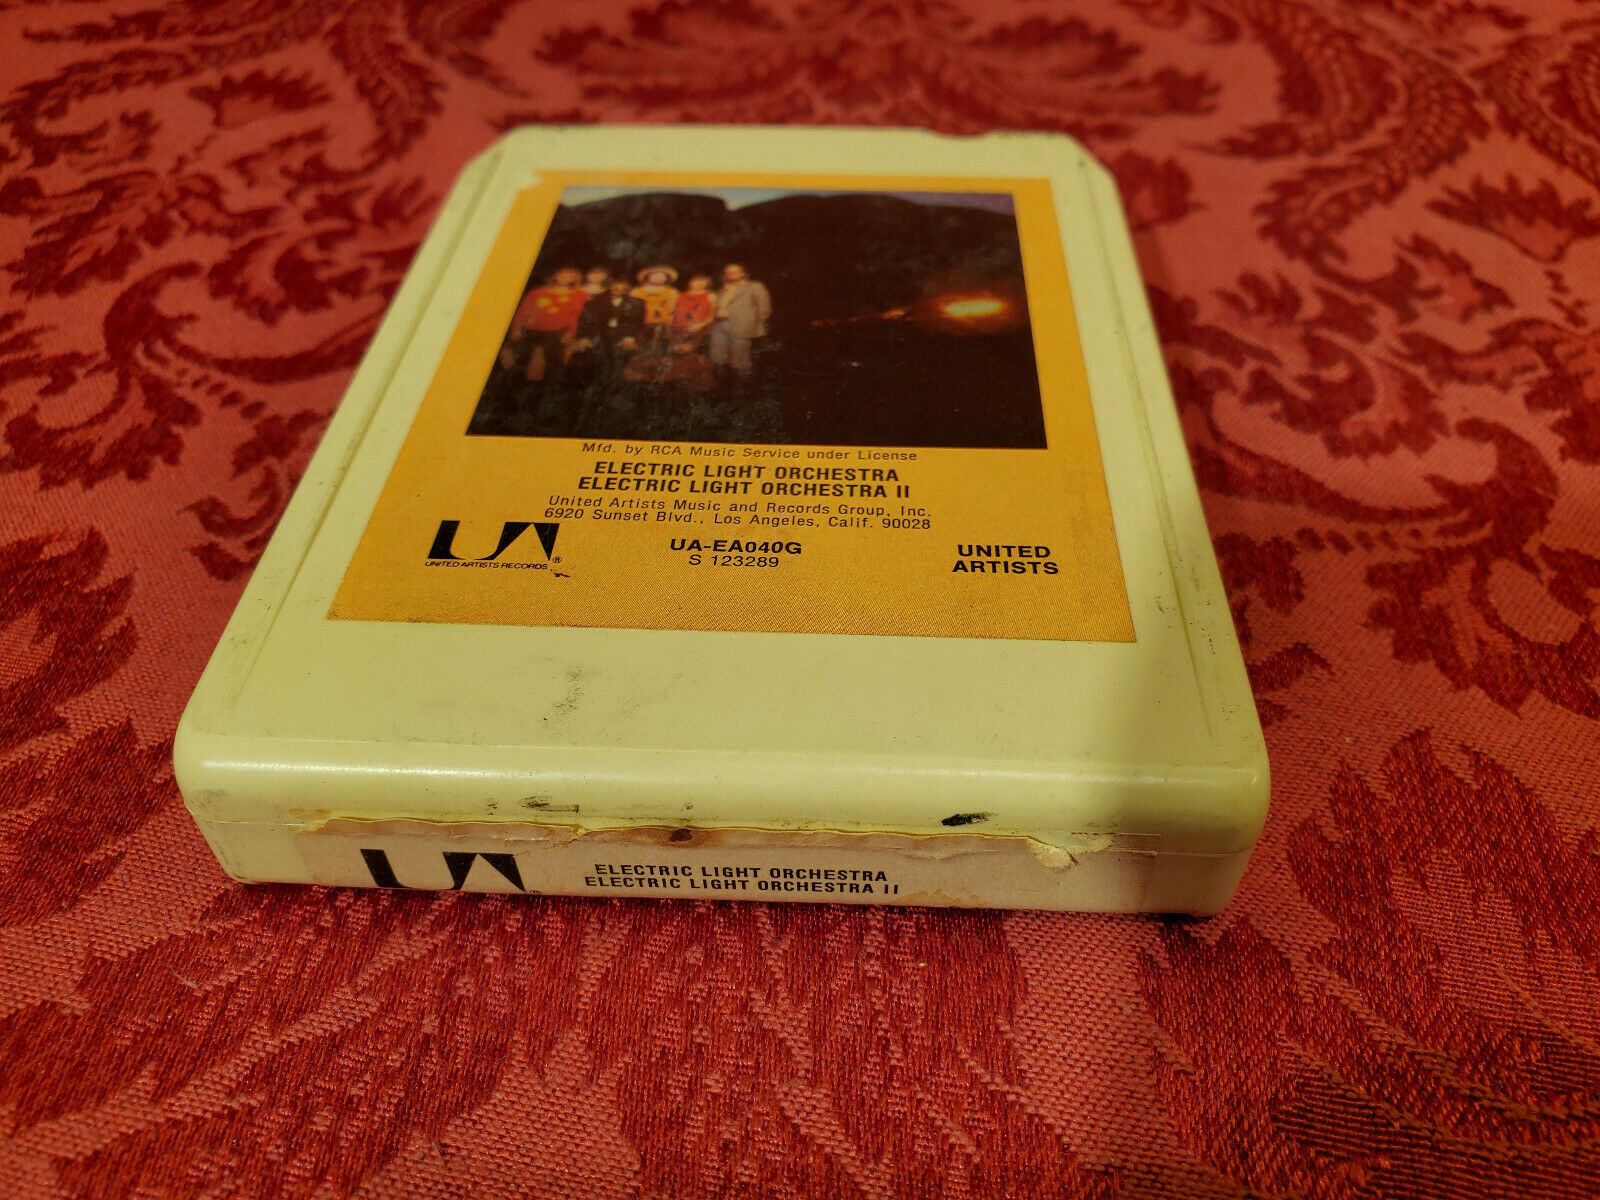 Mfd. by RCA Music Service under License
ELECTRIC LIGHT ORCHESTRA
ELECTRIC LIGHT ORCHESTRA II
United Artists Music and Records Group, Inc.
6920 Sunset Blvd., Los Angeles, Calif. 90028
UA®
UNITED ARTISTS RECORDS
UA-EA040G
S 123289
UNITED
ARTISTS
UA
ELECTRIC LIGHT ORCHESTRA
ELECTRIC LIGHT ORCHESTRA II